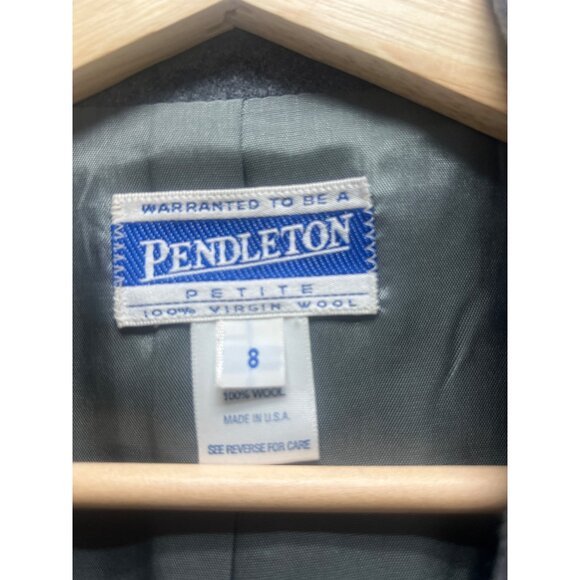 WARRANTED TO BE A
PENDLETON
PETITE
100% VIRGIN WOOL
8
100% WOOL
MADE IN U.S.A.
SEE REVERSE FOR CARE